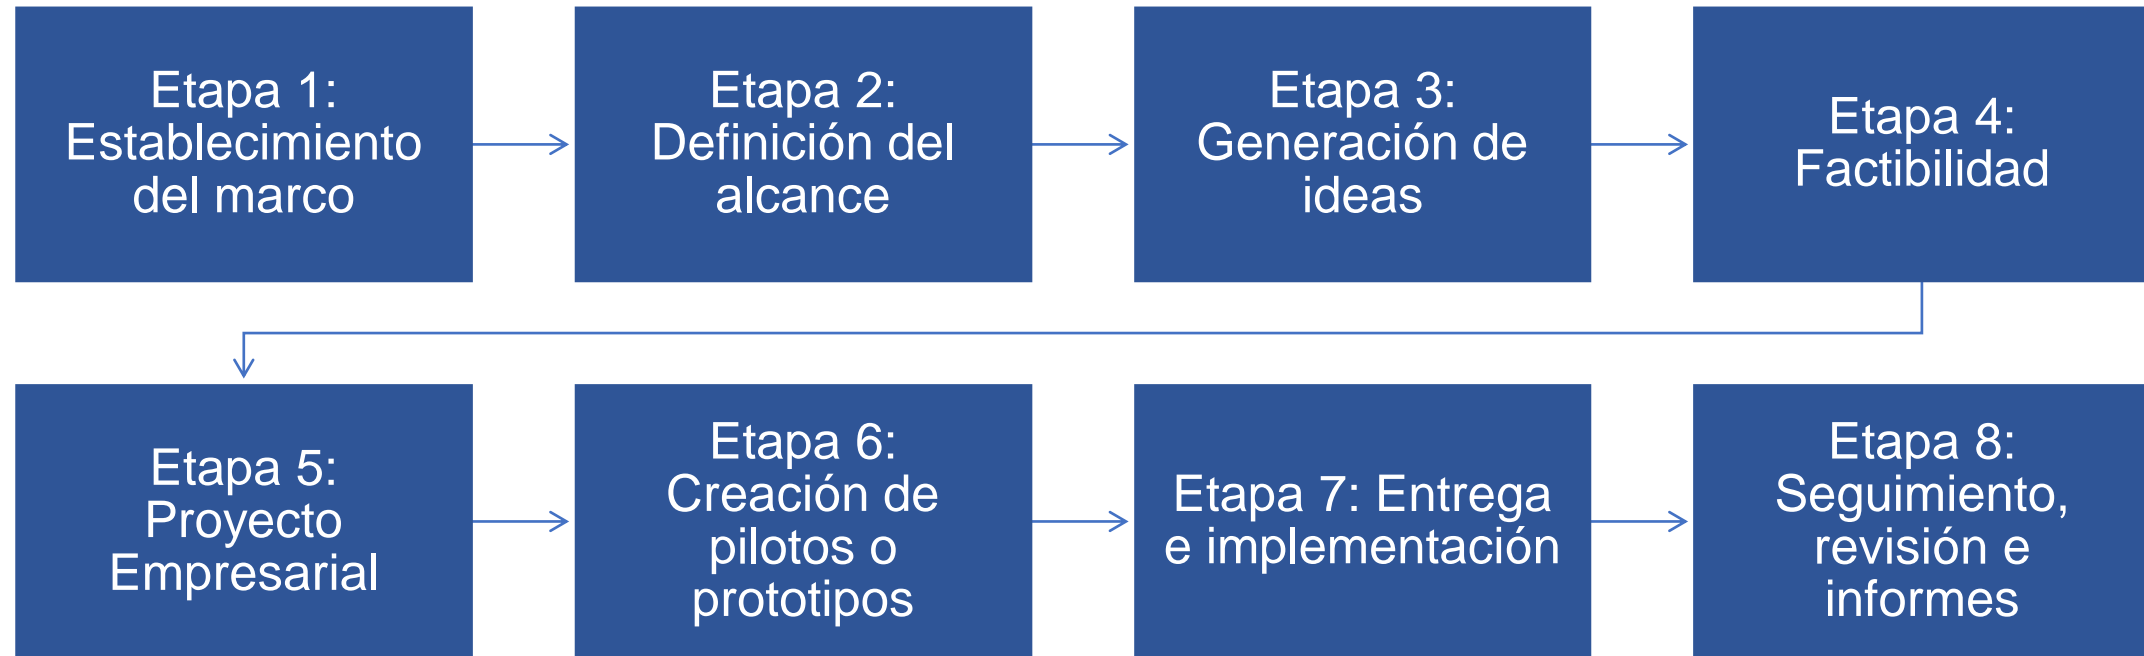 Etapa 1:
Establecimiento
del marco
Etapa 2:
Definición del
alcance
Etapa 3:
Generación de
ideas
Etapa 4:
Factibilidad
Etapa 5:
Proyecto
Empresarial
Etapa 6:
Creación de
pilotos o
prototipos
Etapa 7: Entrega
e implementación
Etapa 8:
Seguimiento,
revisión e
informes